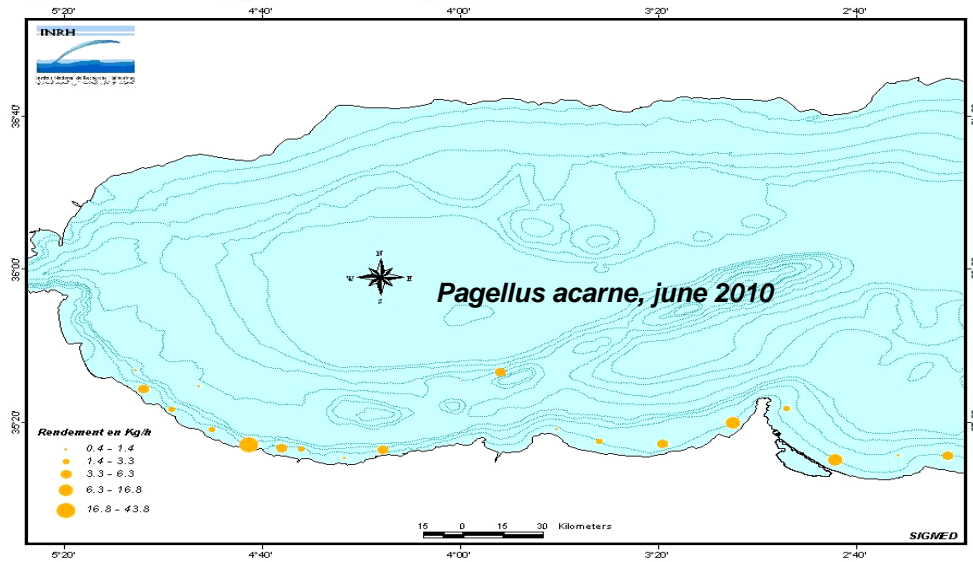 5°20' 4°40' 4°00' 3°20' 2°40'
INRH
36°40'
N
W E
S
36°00'
Pagellus acarne, june 2010
35°20'
Rendement en Kg/h
0.4 - 1.4
1.4 - 3.3
3.3 - 6.3
6.3 - 16.8
16.8 - 43.8
15 0 15 30 Kilometers
SIGMED
5°20' 4°40' 4°00' 3°20' 2°40'